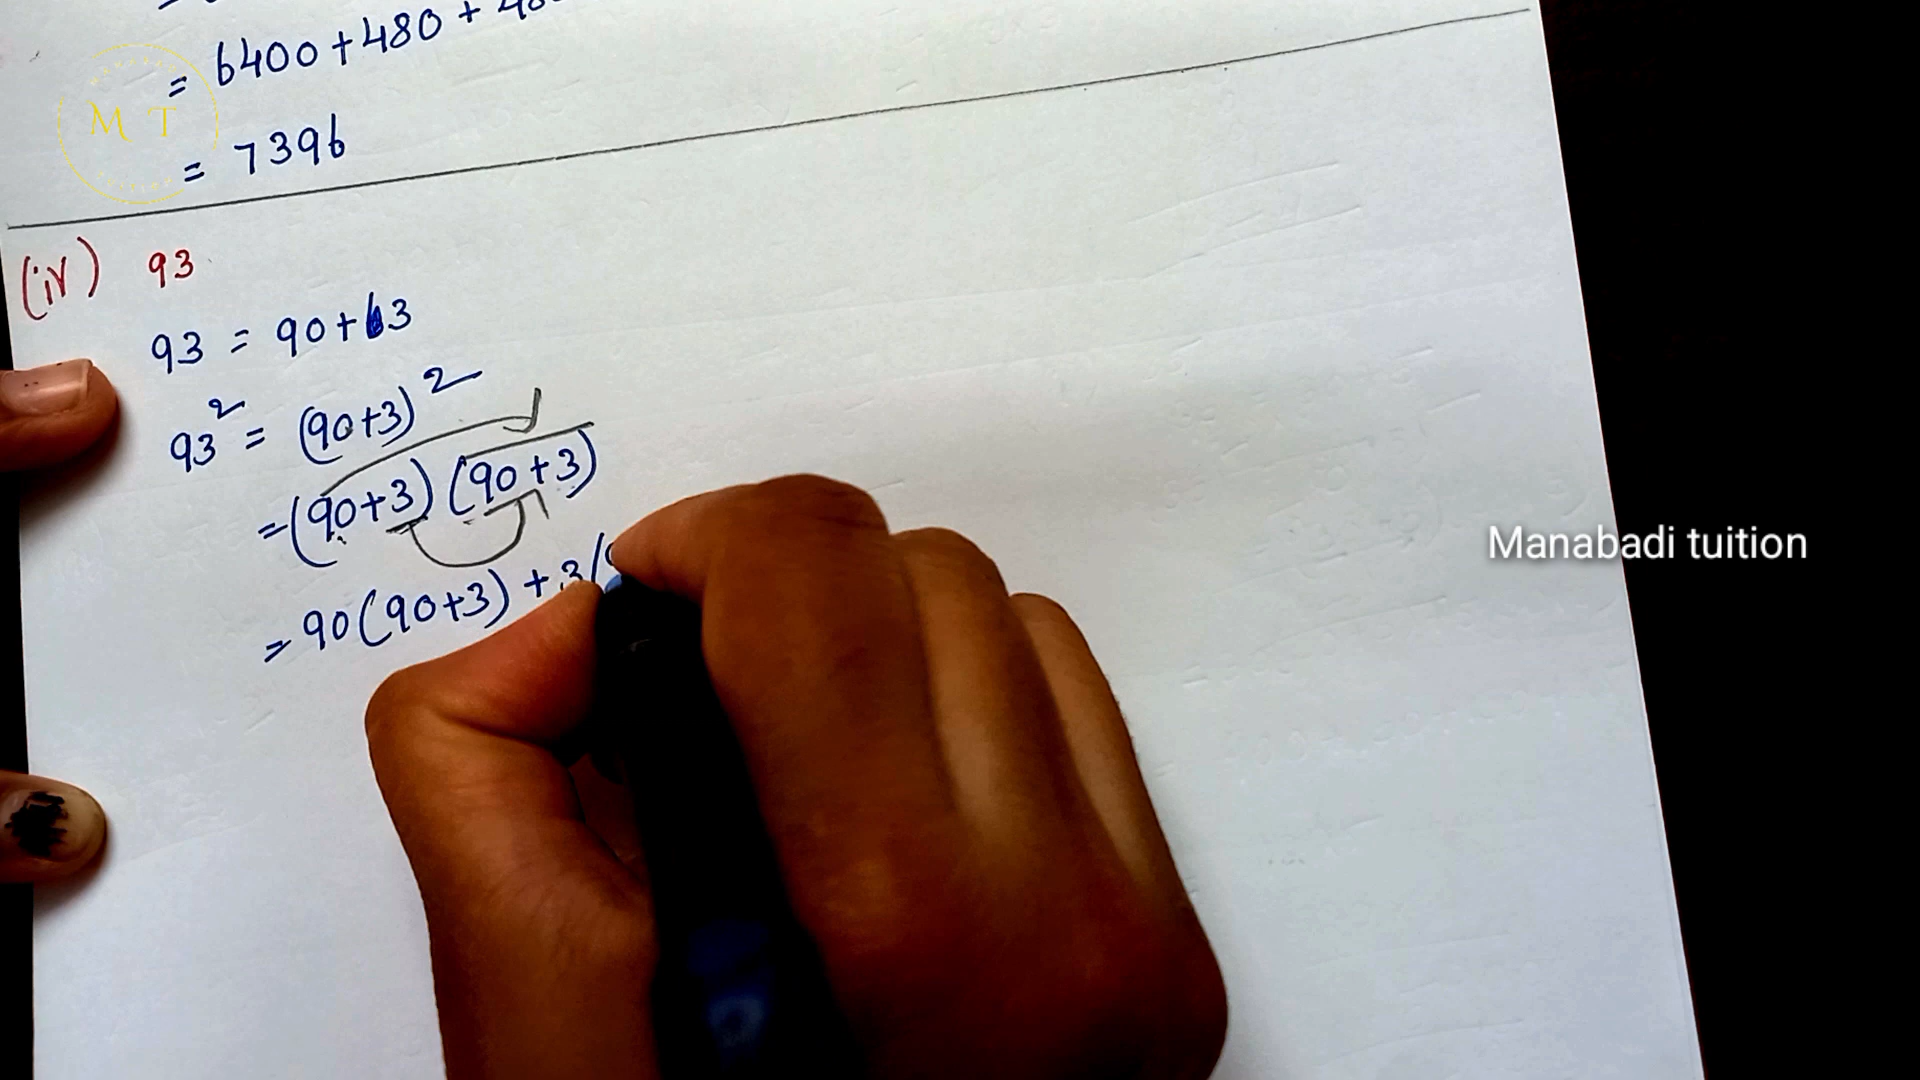 = 6400 + 480 +
= 7396
M T
(iv) 93
93 = 90+3
93² = (90+3)²
=(90+3)(90+3)
= 90(90+3) + 3(
Manabadi tuition